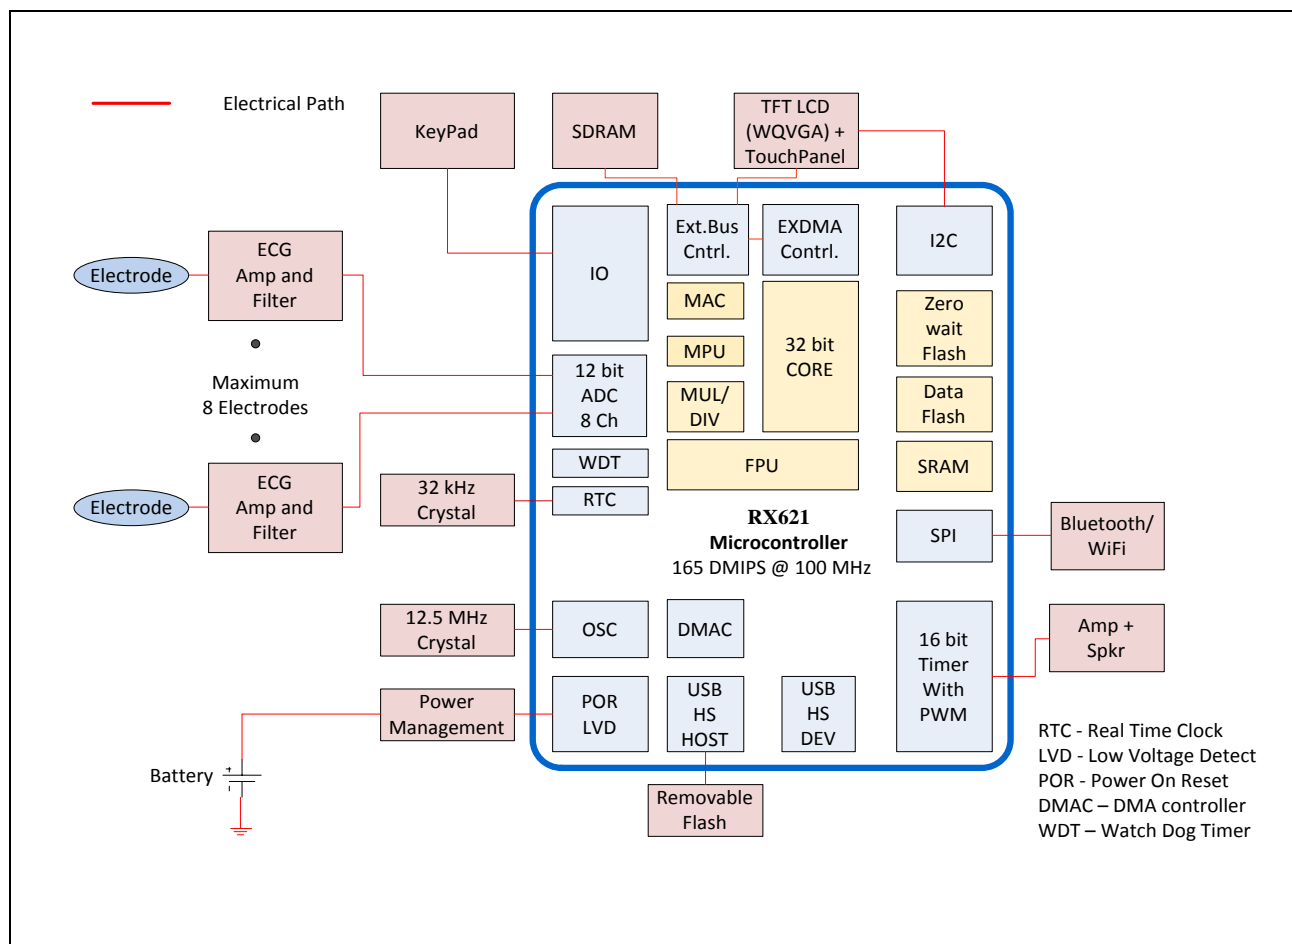 Electrical Path
KeyPad
SDRAM
TFT LCD
(WQVGA) +
TouchPanel
Electrode
ECG
Amp and
Filter
Maximum
8 Electrodes
Electrode
ECG
Amp and
Filter
32 kHz
Crystal
12.5 MHz
Crystal
Power
Management
Battery
+
-
IO
12 bit
ADC
8 Ch
WDT
RTC
OSC
POR
LVD
Ext.Bus
Cntrl.
EXDMA
Contrl.
MAC
MPU
MUL/
DIV
32 bit
CORE
FPU
RX621
Microcontroller
165 DMIPS @ 100 MHz
DMAC
USB
HS
HOST
USB
HS
DEV
I2C
Zero
wait
Flash
Data
Flash
SRAM
SPI
16 bit
Timer
With
PWM
Bluetooth/
WiFi
Amp +
Spkr
Removable
Flash
RTC - Real Time Clock
LVD - Low Voltage Detect
POR - Power On Reset
DMAC – DMA controller
WDT – Watch Dog Timer